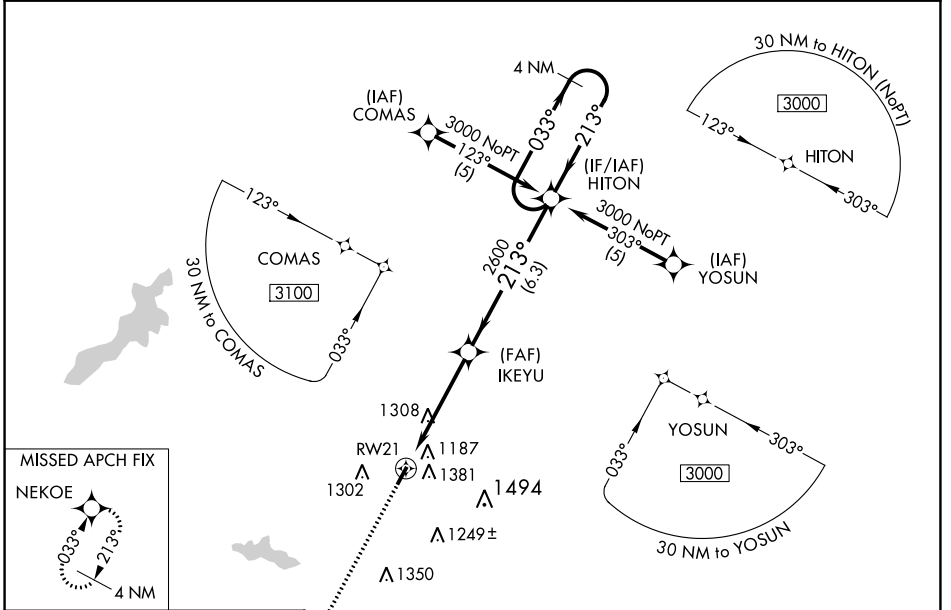 30 NM to HITON (NoPT)
3000
123°
HITON
303°
4 NM
033°
213°
(IAF)
COMAS
3000 NoPT
123°
(5)
(IF/IAF)
HITON
3000 NoPT
303°
(5)
(IAF)
YOSUN
123°
COMAS
3100
033°
30 NM to COMAS
2600
213°
(6.3)
(FAF)
IKEYU
1308
RW21
1187
1381
1302
1494
1249±
1350
YOSUN
303°
033°
3000
30 NM to YOSUN
MISSED APCH FIX
NEKOE
033°
213°
4 NM